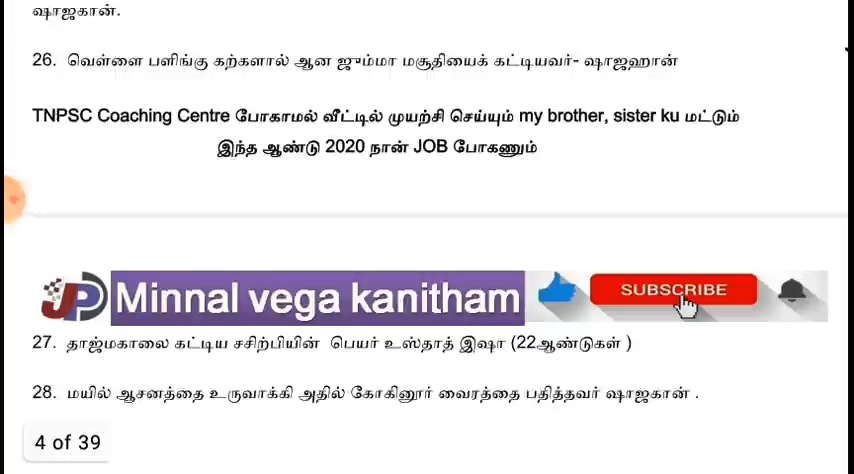 ஷாஜகான்.
26. வெள்ளை பளிங்கு கற்களால் ஆன ஜும்மா மசூதியைக் கட்டியவர்- ஷாஜஹான்
TNPSC Coaching Centre போகாமல் வீட்டில் முயற்சி செய்யும் my brother, sister ku மட்டும்
இந்த ஆண்டு 2020 நான் JOB போகணும்
JP Minnal vega kanitham SUBSCRIBE
27. தாஜ்மகாலை கட்டிய சசிற்பியின் பெயர் உஸ்தாத் இஷா (22ஆண்டுகள் )
28. மயில் ஆசனத்தை உருவாக்கி அதில் கோகினூர் வைரத்தை பதித்தவர் ஷாஜகான் .
4 of 39